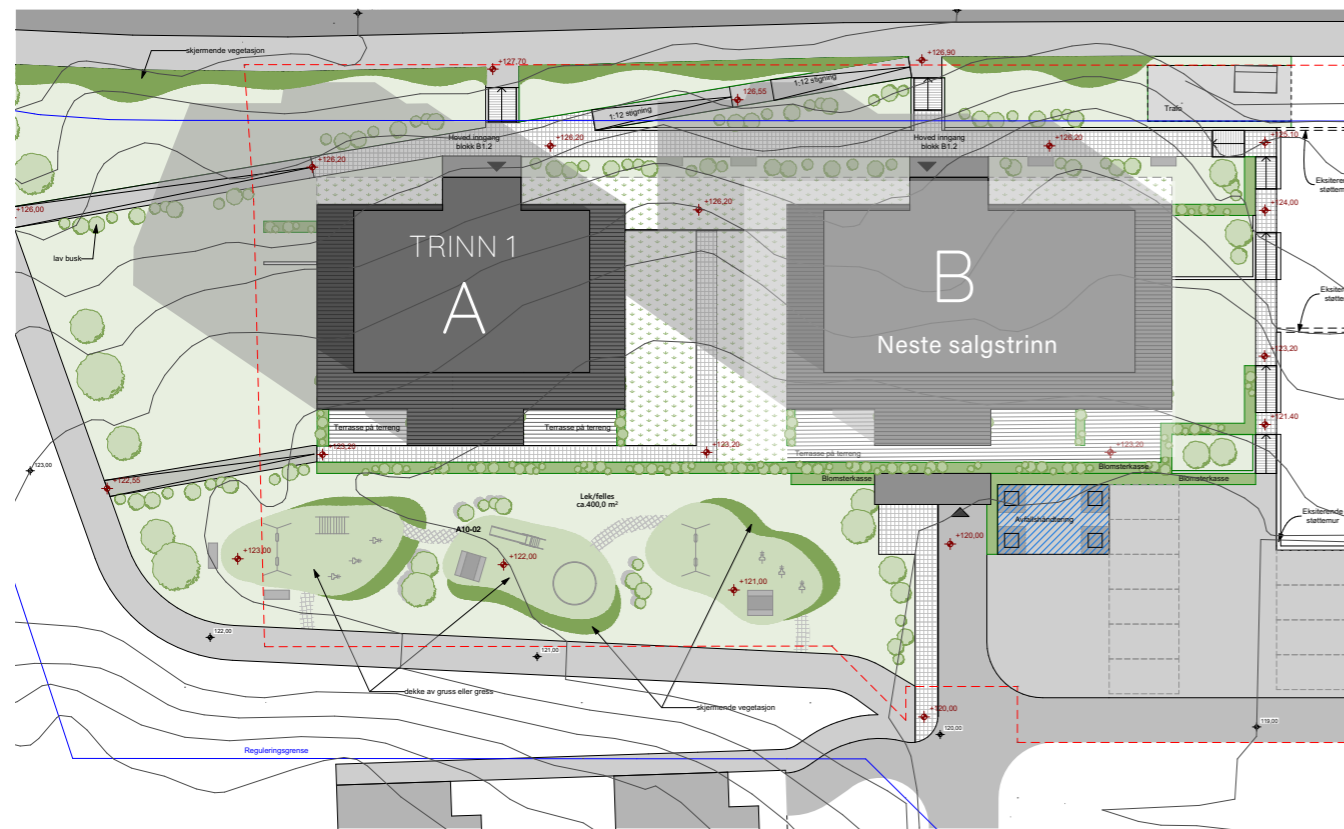 skjermende vegetasjon
+127,70
+126,90
1:12 stigning
126,55
1:12 stigning
Trafo
Hoved inngang
blokk B1.2
+126,20
Hoved inngang
blokk B1.2
+126,20
+125,10
+126,20
+126,00
+126,20
+124,00
lav busk
TRINN 1
A
B
Neste salgstrinn
+123,20
Terrasse på terreng
Terrasse på terreng
+121,40
+123,20
+123,20
Terrasse på terreng
+123,20
123,00
Blomsterkasse
Blomsterkasse
Blomsterkasse
+122,55
Lek/felles
ca.400,0 m²
A10-02
Avfallshåndtering
Eksiterende
støttemur
+123,00
+122,00
+120,00
+121,00
122,00
121,00
dekke av gruss eller gress
skjermende vegetasjon
+120,00
120,00
119,00
Reguleringsgrense